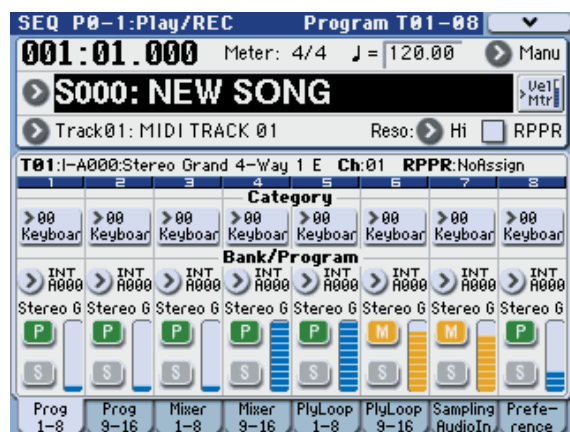 SEQ P0-1:Play/REC Program T01-08
001:01.000 Meter: 4/4 ♩= 120.00 Manu
S000: NEW SONG Vel Mtr
Track01: MIDI TRACK 01 Reso: Hi RPPR
T01:I-A000:Stereo Grand 4-Way 1 E Ch:01 RPPR:NoAssign
1 2 3 4 5 6 7 8
Category
00 00 00 00 00 00 00 00
Keyboar Keyboar Keyboar Keyboar Keyboar Keyboar Keyboar Keyboar
Bank/Program
INT INT INT INT INT INT INT INT
A000 A000 A000 A000 A000 A000 A000 A000
Stereo G Stereo G Stereo G Stereo G Stereo G Stereo G Stereo G Stereo G
P P P P P M M P
S S S S S S S S
Prog Prog Mixer Mixer PlyLoop PlyLoop Sampling Prefe-
1-8 9-16 1-8 9-16 1-8 9-16 AudioIn rence